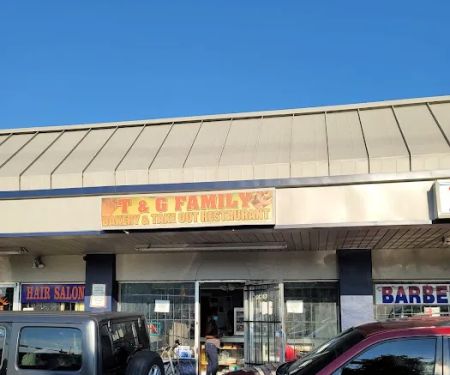 T & G FAMILY
BAKERY & TAKE OUT RESTAURANT
HAIR SALON
BARBE